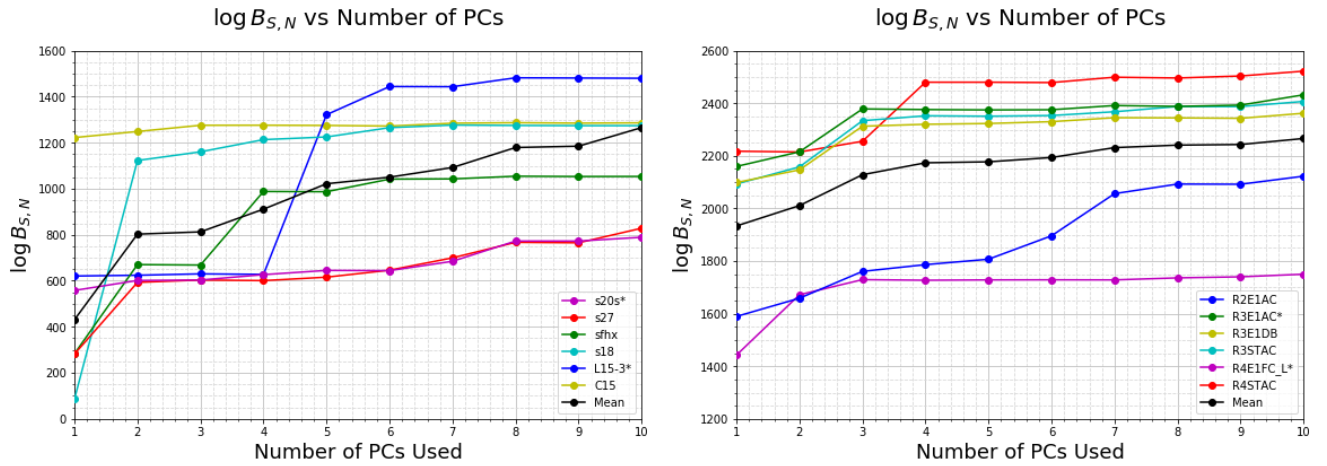 log B_{S,N} vs Number of PCs
log B_{S,N}
1600
1400
1200
1000
800
600
400
200
0
s20s*
s27
sfhx
s18
L15-3*
C15
Mean
1 2 3 4 5 6 7 8 9 10
Number of PCs Used
log B_{S,N} vs Number of PCs
log B_{S,N}
2600
2400
2200
2000
1800
1600
1400
1200
R2E1AC
R3E1AC*
R3E1DB
R3STAC
R4E1FC_L*
R4STAC
Mean
1 2 3 4 5 6 7 8 9 10
Number of PCs Used